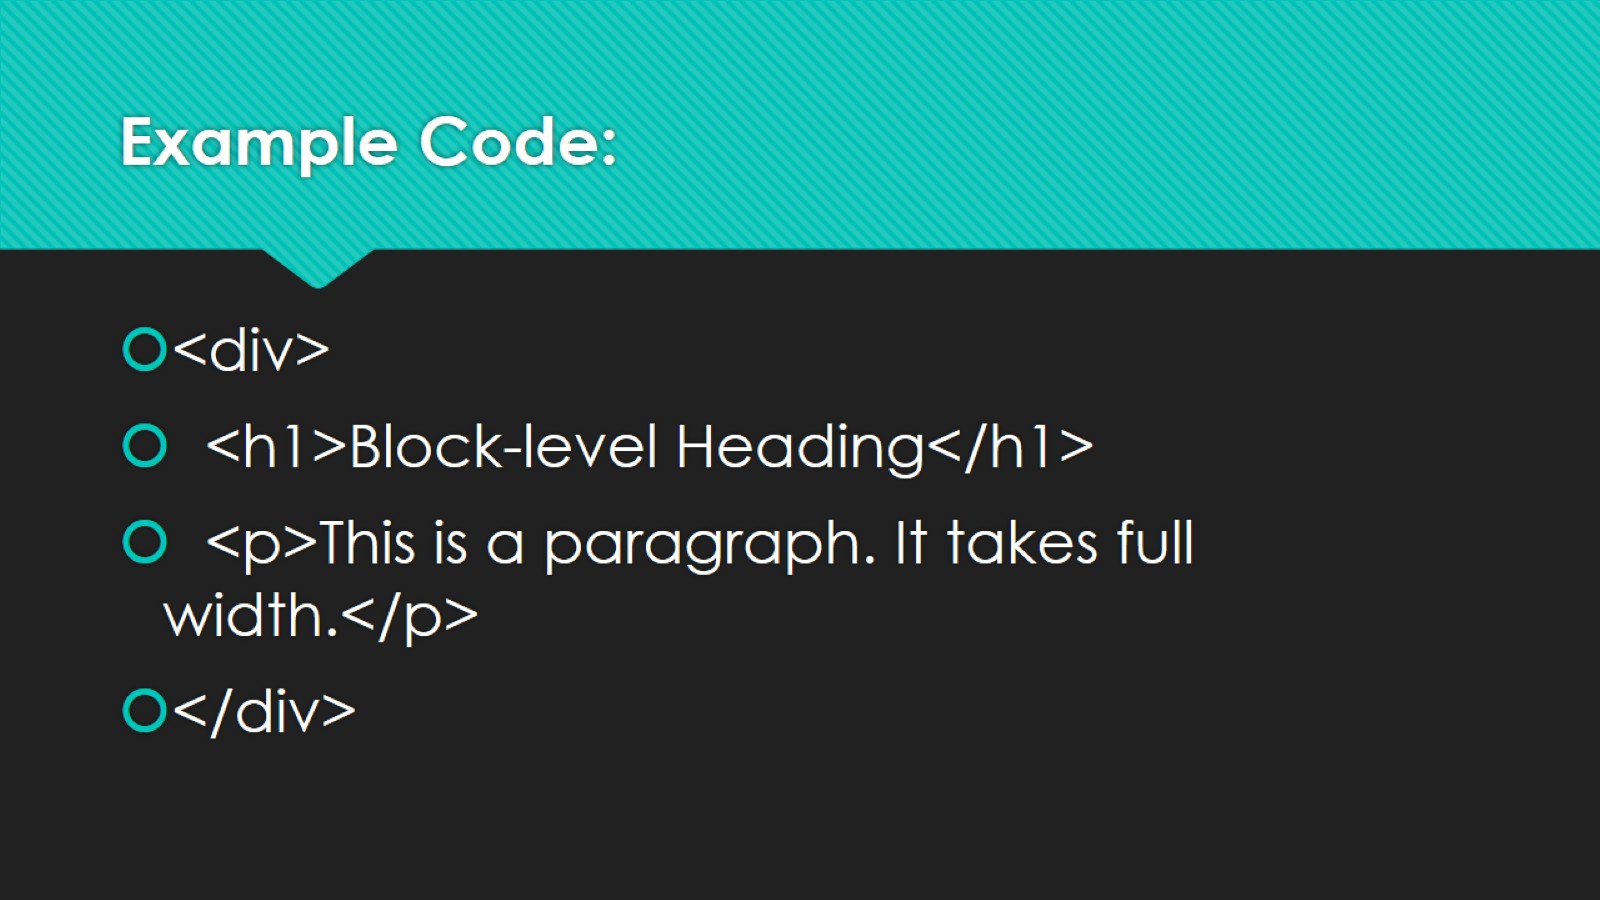 Example Code:
<div>
<h1>Block-level Heading</h1>
<p>This is a paragraph. It takes full
width.</p>
</div>